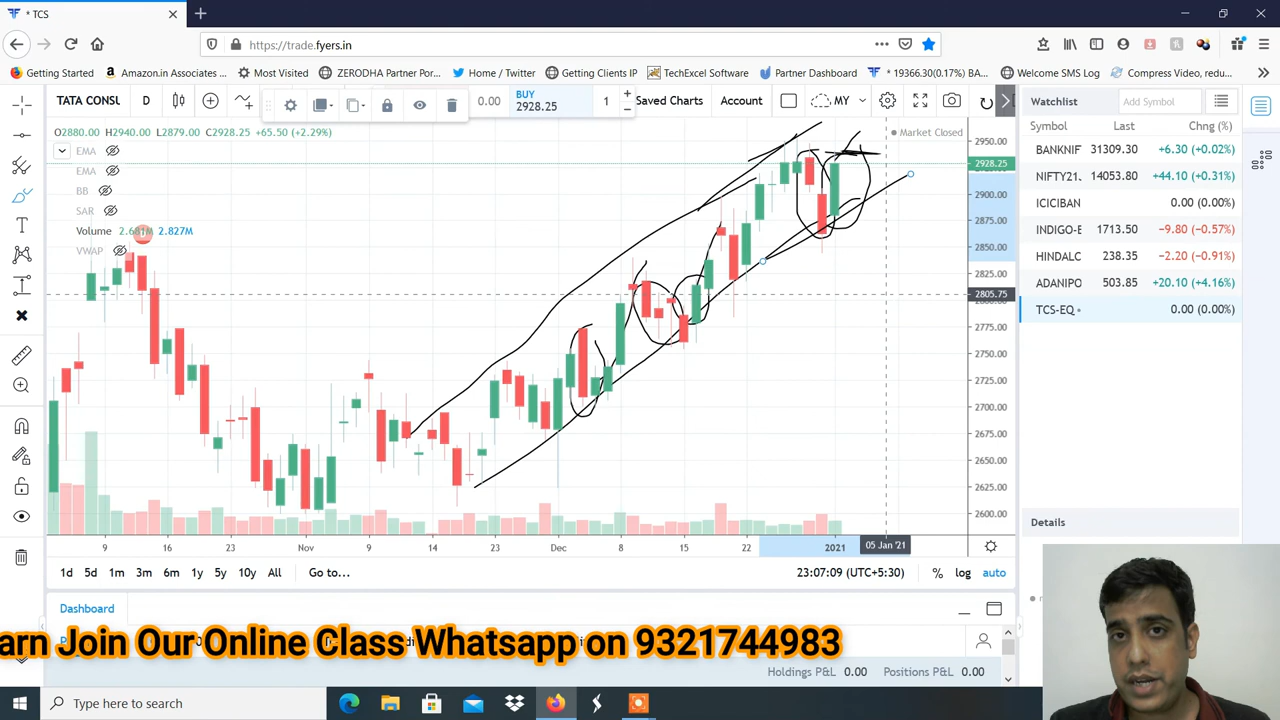 * TCS
https://trade.fyers.in
Getting Started
Amazon.in Associates ...
Most Visited
ZERODHA Partner Por...
Home / Twitter
Getting Clients IP
TechExcel Software
Partner Dashboard
* 19366.30(0.17%) BA...
Welcome SMS Log
Compress Video, redu...
TATA CONSU
D
0.00
BUY
2928.25
1
Saved Charts
Account
MY
Watchlist
Add Symbol
O2880.00 H2940.00 L2879.00 C2928.25 +65.50 (+2.29%)
Market Closed
Symbol Last Chng (%)
EMA
EMA
BB
SAR
Volume 2.827M
VWAP
BANKNIF 31309.30 +6.30 (+0.02%)
NIFTY21 14053.80 +44.10 (+0.31%)
ICICIBAN 0.00 (0.00%)
INDIGO-E 1713.50 -9.80 (-0.57%)
HINDALC 238.35 -2.20 (-0.91%)
ADANIPO 503.85 +20.10 (+4.16%)
TCS-EQ 0.00 (0.00%)
2950.00
2928.25
2900.00
2875.00
2850.00
2825.00
2805.75
2800.00
2775.00
2750.00
2725.00
2700.00
2675.00
2650.00
2625.00
2600.00
9 16 23 Nov 9 14 23 Dec 8 15 22 2021 05 Jan '21
1d 5d 1m 3m 6m 1y 5y 10y All Go to...
23:07:09 (UTC+5:30) % log auto
Details
Dashboard
arn Join Our Online Class Whatsapp on 9321744983
Holdings P&L 0.00 Positions P&L 0.00
Type here to search